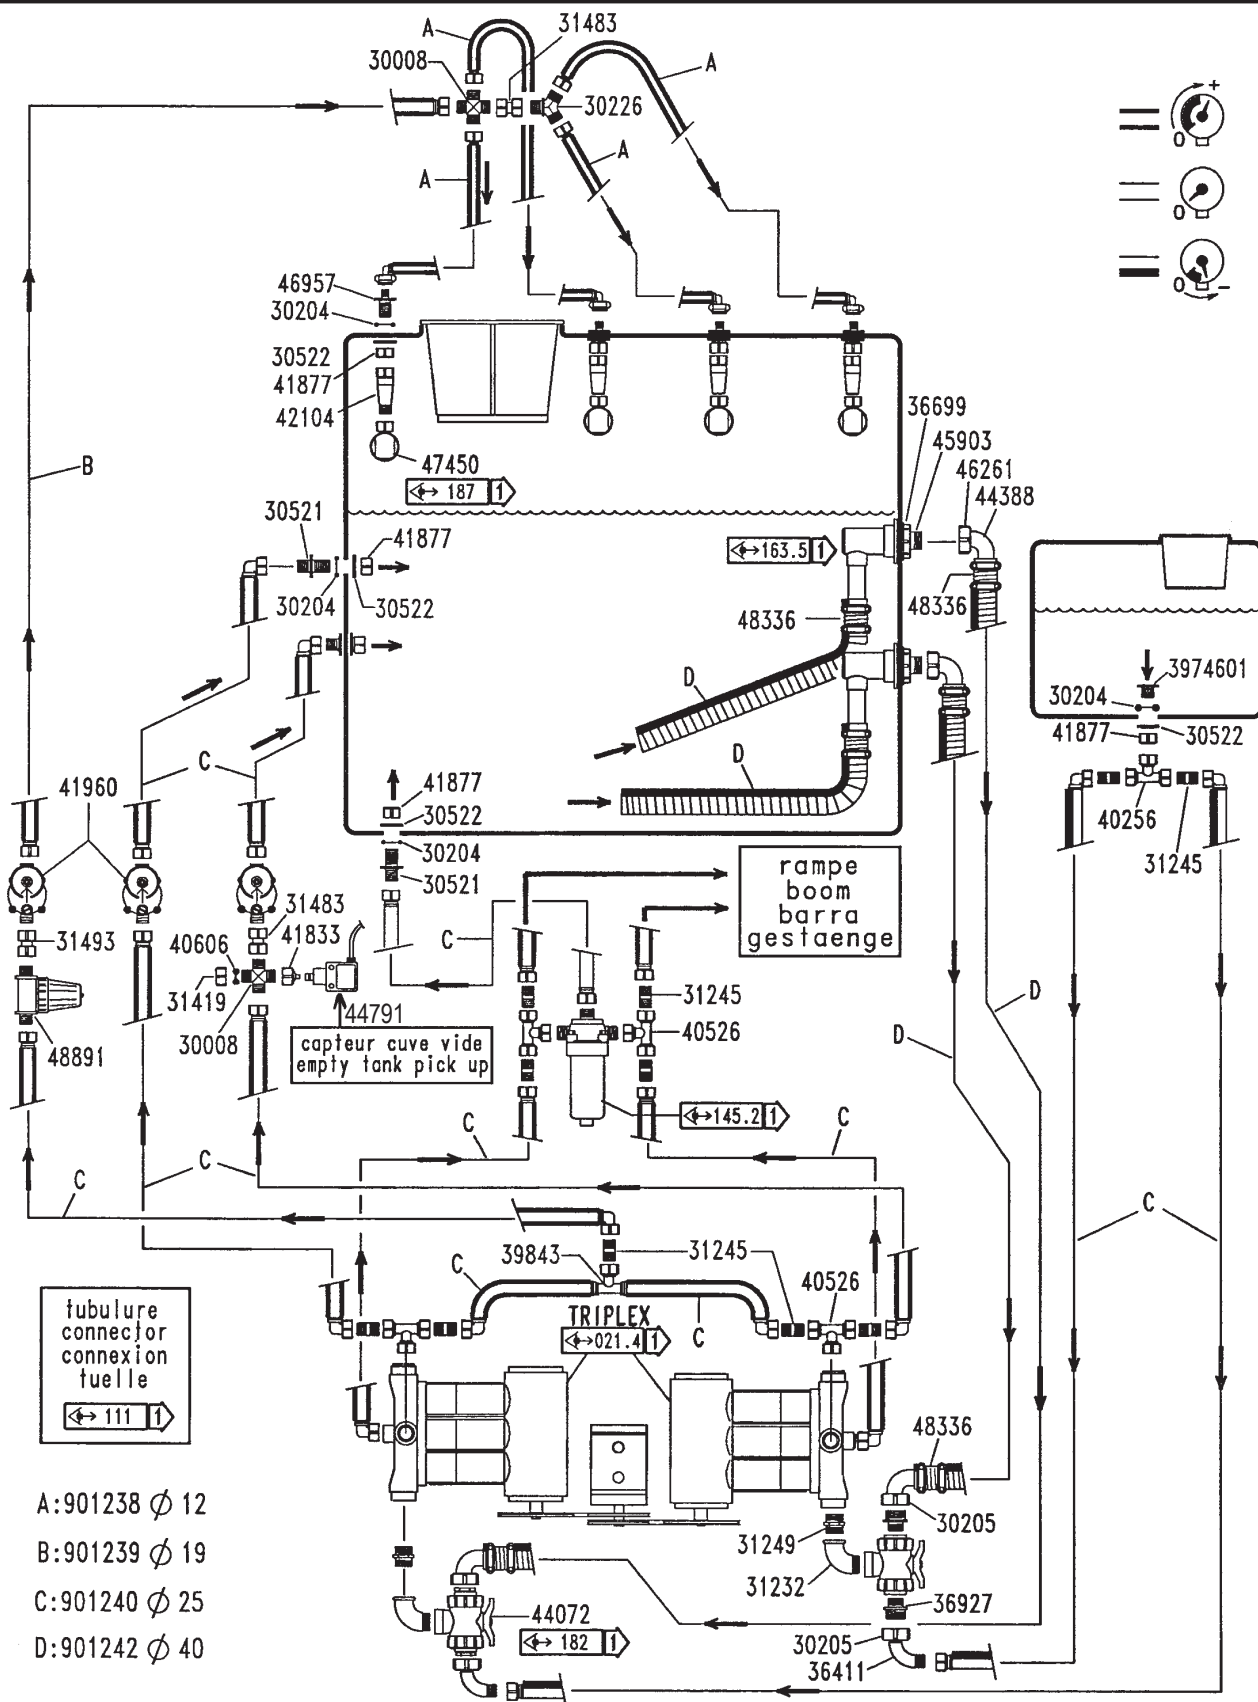 A
31483
30008
A
30226
A
A
+
0
0
0
-
46957
30204
30522
41877
42104
47450
187 1
36699
45903
46261
44388
B
30521
41877
163.5 1
30204
30522
48336
48336
D
3974601
30204
41877
30522
D
C
41960
41877
30522
30204
30521
40256
31245
rampe
boom
barra
gestaenge
31493
31483
40606
41833
C
31419
30008
44791
31245
40526
48891
capteur cuve vide
empty tank pick up
D
D
145.2 1
C
C
C
C
C
39843
31245
C
40526
TRIPLEX
021.4 1
C
tubulure
connector
connexion
tuelle
111 1
48336
A:901238 ⌀ 12
B:901239 ⌀ 19
C:901240 ⌀ 25
D:901242 ⌀ 40
30205
31249
31232
36927
44072
182 1
30205
36411